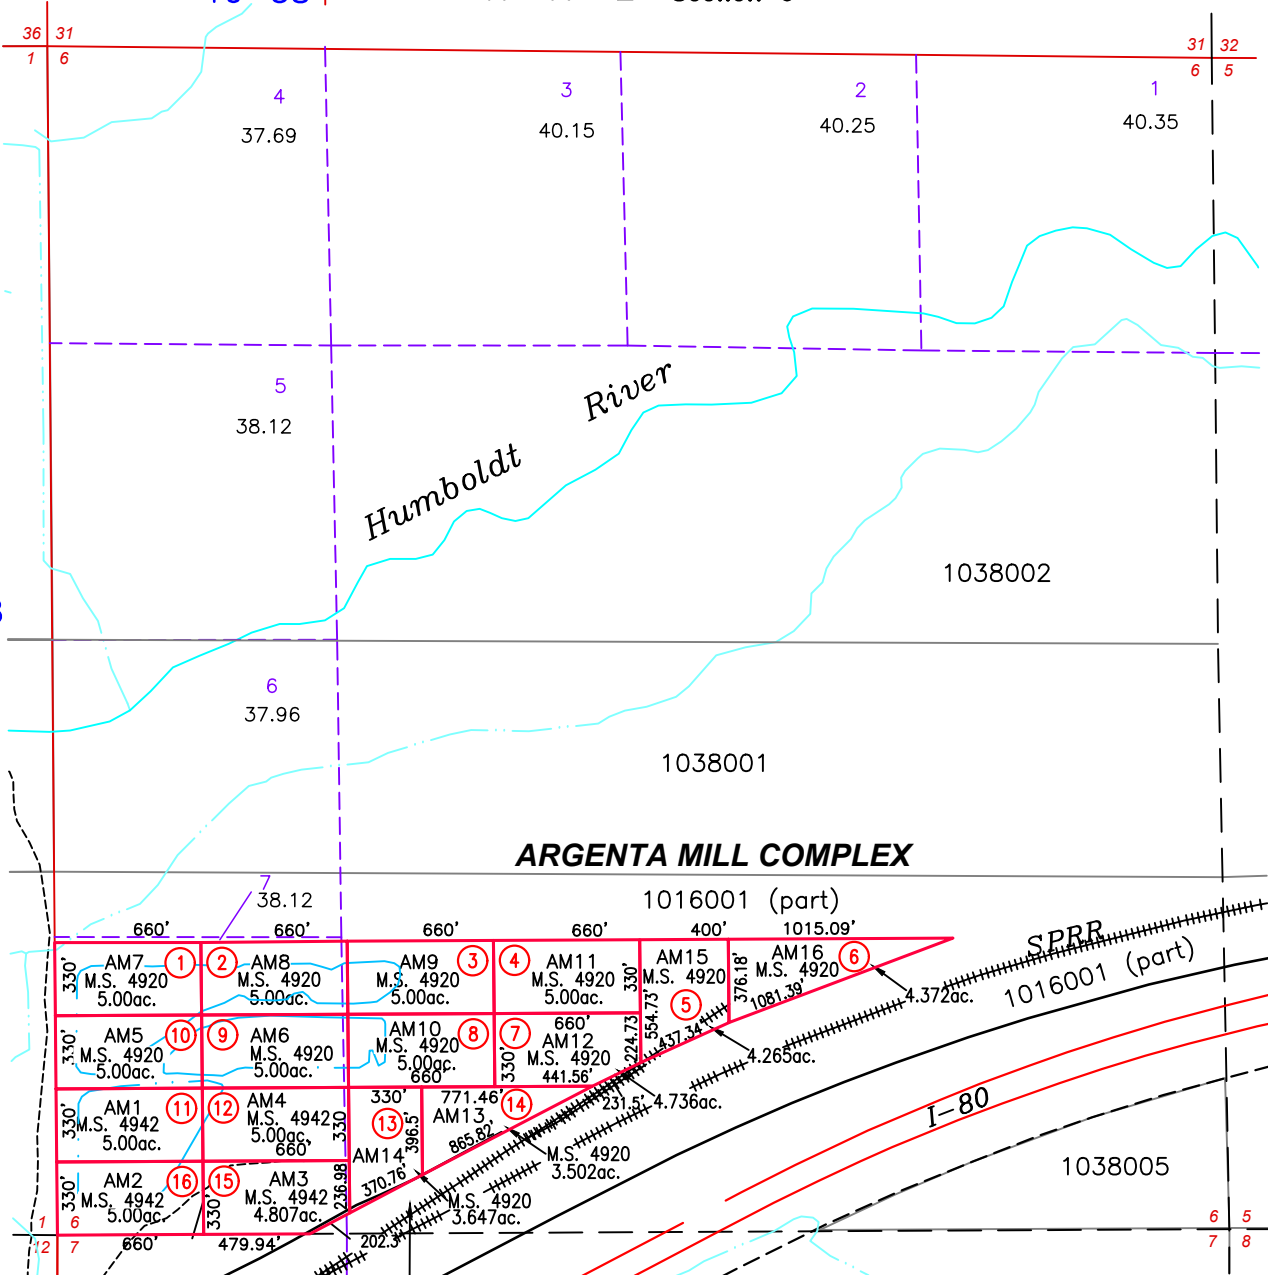 36 31
1 6
31 32
6 5
4
37.69
3
40.15
2
40.25
1
40.35
5
38.12
Humboldt River
1038002
6
37.96
1038001
ARGENTA MILL COMPLEX
7
38.12
1016001 (part)
660' 660' 660' 660' 400' 1015.09'
SPRR
1016001 (part)
330' AM7 1
M.S. 4920
5.00ac.
2 AM8
M.S. 4920
5.00ac.
AM9 3
M.S. 4920
5.00ac.
4 AM11
M.S. 4920
5.00ac.
330'
AM15
M.S. 4920
5
554.73'
376.18'
AM16 6
M.S. 4920
1081.39'
4.372ac.
330' AM5 10
M.S. 4920
5.00ac.
9 AM6
M.S. 4920
5.00ac.
AM10 8
M.S. 4920
5.00ac.
660'
7 660'
AM12
M.S. 4920
330' 441.56'
224.73
437.34'
4.265ac.
231.5' 4.736ac.
330' AM1 11
M.S. 4942
5.00ac.
12 AM4
M.S. 4942
5.00ac.
660'
330
330'
13
396.5'
AM14
370.76'
771.46' 14
AM13
865.82'
M.S. 4920
3.502ac.
I-80
330' AM2 16
M.S. 4942
5.00ac.
660'
15 AM3
M.S. 4942
4.807ac.
330'
479.94'
236.98
202.3'
M.S. 4920
3.647ac.
1038005
1 6
12 7
6 5
7 8